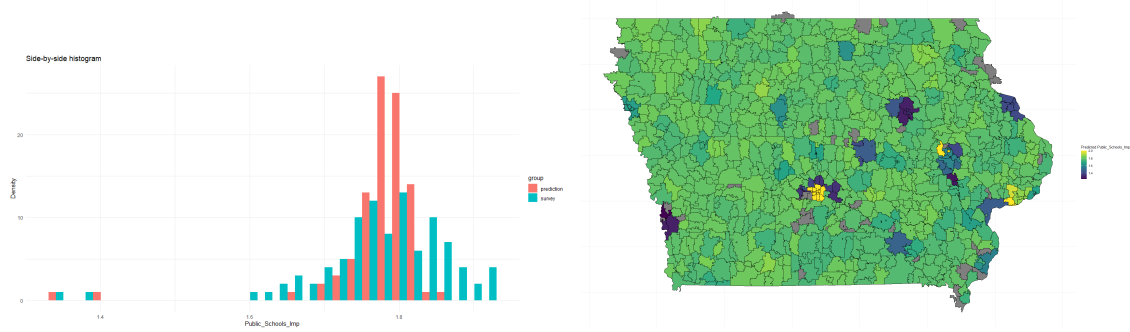 Side-by-side histogram
Density
20
10
0
1.4
1.6
1.8
Public_Schools_Imp
group
prediction
survey
Predicted Public_Schools_Imp